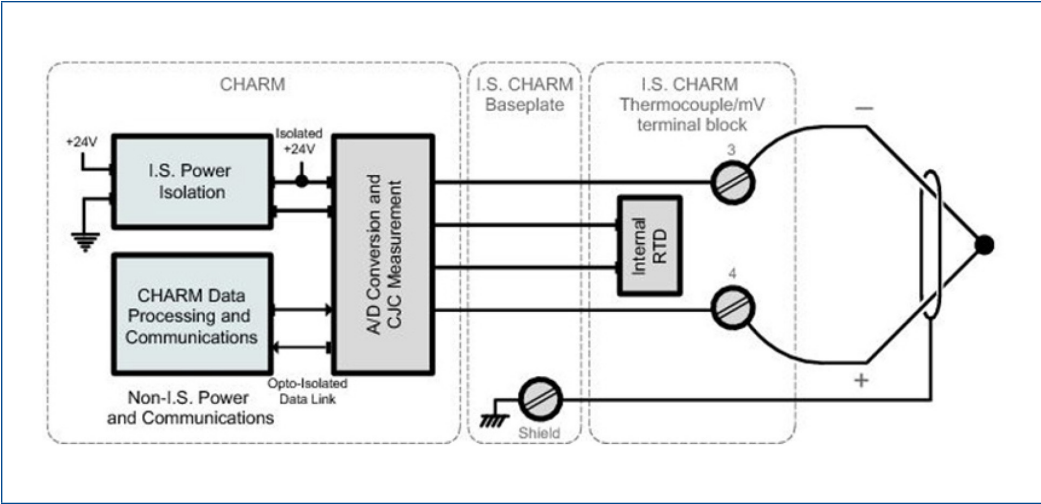 CHARM
I.S. CHARM
Baseplate
I.S. CHARM
Thermocouple/mV
terminal block
+24V
I.S. Power
Isolation
Isolated
+24V
A/D Conversion and
CJC Measurement
3
−
Internal
RTD
CHARM Data
Processing and
Communications
4
+
Opto-Isolated
Data Link
Non-I.S. Power
and Communications
Shield